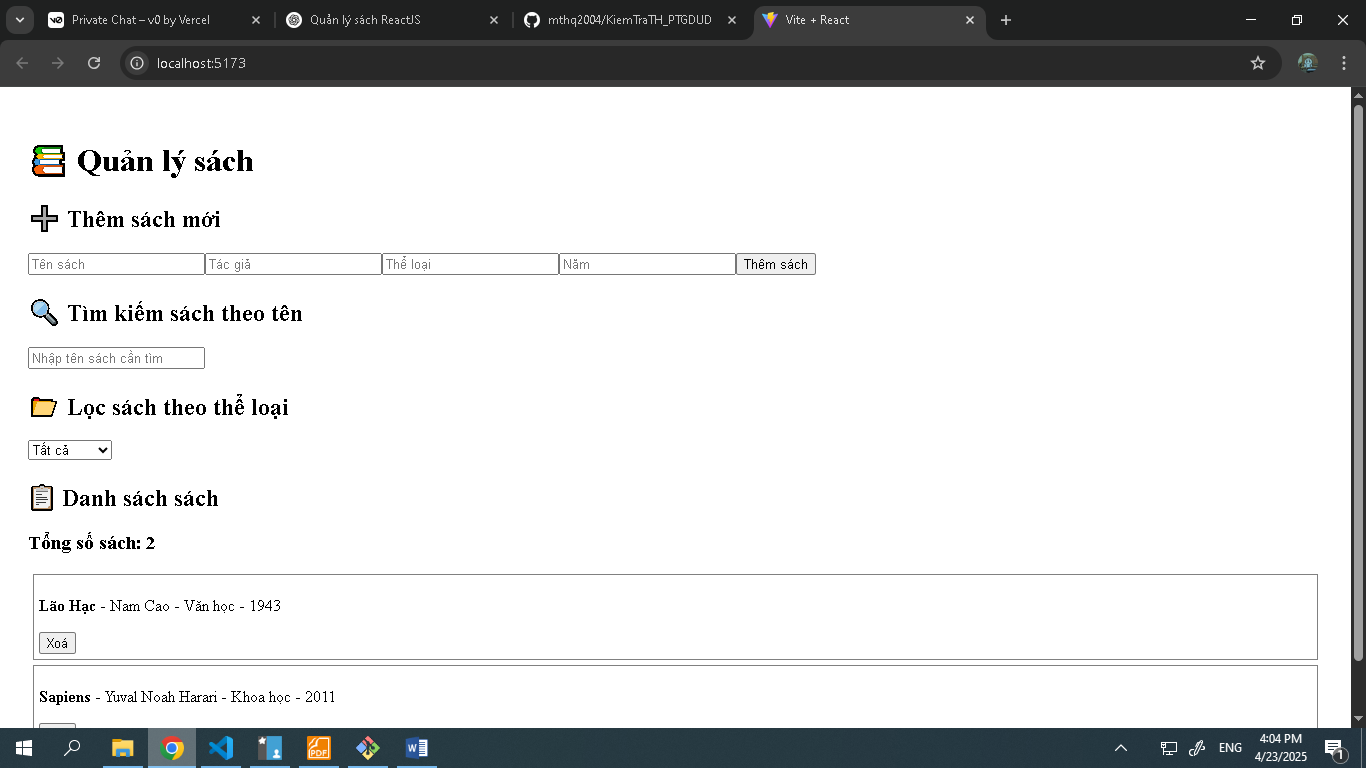 Private Chat – v0 by Vercel
Quản lý sách ReactJS
mthq2004/KiemTraTH_PTGDUD
Vite + React
localhost:5173
Quản lý sách
Thêm sách mới
Tên sách Tác giả Thể loại Năm Thêm sách
Tìm kiếm sách theo tên
Nhập tên sách cần tìm
Lọc sách theo thể loại
Tất cả
Danh sách sách
Tổng số sách: 2
Lão Hạc - Nam Cao - Văn học - 1943
Xoá
Sapiens - Yuval Noah Harari - Khoa học - 2011
ENG
4:04 PM
4/23/2025
1